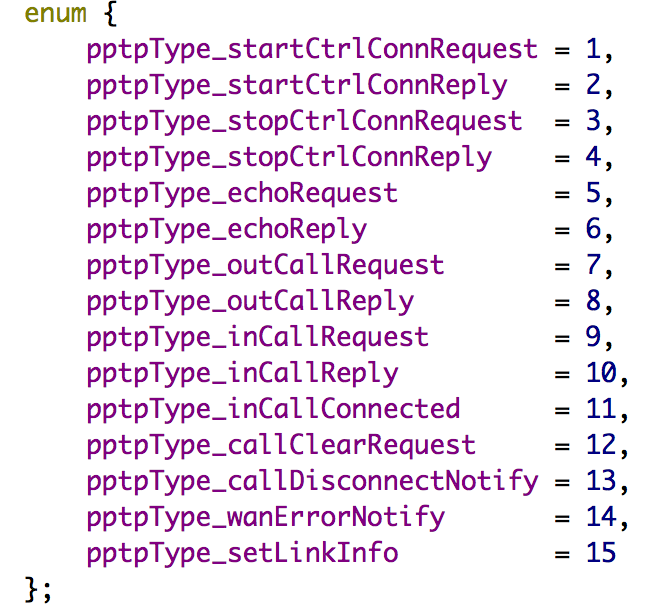 enum {
    pptpType_startCtrlConnRequest = 1,
    pptpType_startCtrlConnReply   = 2,
    pptpType_stopCtrlConnRequest  = 3,
    pptpType_stopCtrlConnReply    = 4,
    pptpType_echoRequest          = 5,
    pptpType_echoReply            = 6,
    pptpType_outCallRequest       = 7,
    pptpType_outCallReply         = 8,
    pptpType_inCallRequest        = 9,
    pptpType_inCallReply          = 10,
    pptpType_inCallConnected      = 11,
    pptpType_callClearRequest     = 12,
    pptpType_callDisconnectNotify = 13,
    pptpType_wanErrorNotify       = 14,
    pptpType_setLinkInfo          = 15
};